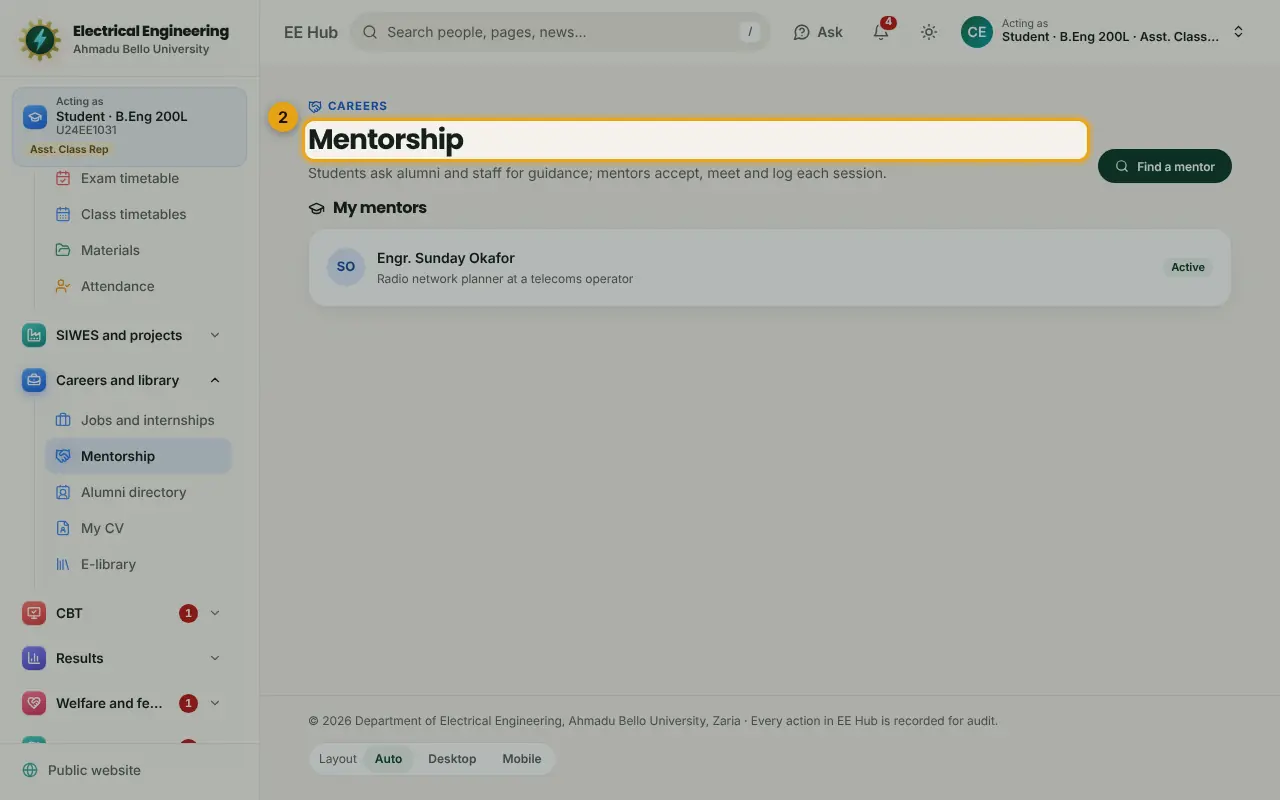 Electrical Engineering
Ahmadu Bello University
Acting as
Student · B.Eng 200L
U24EE1031
Asst. Class Rep
Exam timetable
Class timetables
Materials
Attendance
SIWES and projects
Careers and library
Jobs and internships
Mentorship
Alumni directory
My CV
E-library
CBT
1
Results
Welfare and fe...
1
Public website
EE Hub
Search people, pages, news...
/
Ask
4
CE
Acting as
Student · B.Eng 200L · Asst. Class...
2
CAREERS
Mentorship
Students ask alumni and staff for guidance; mentors accept, meet and log each session.
Find a mentor
My mentors
SO
Engr. Sunday Okafor
Radio network planner at a telecoms operator
Active
© 2026 Department of Electrical Engineering, Ahmadu Bello University, Zaria · Every action in EE Hub is recorded for audit.
Layout
Auto
Desktop
Mobile